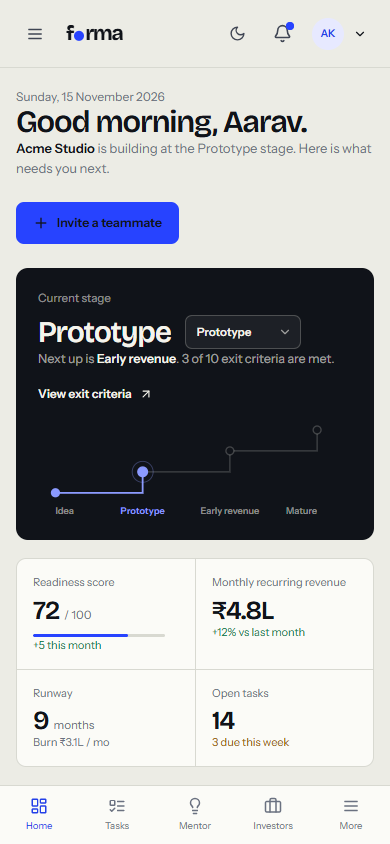 forma
AK
Sunday, 15 November 2026
Good morning, Aarav.
Acme Studio is building at the Prototype stage. Here is what
needs you next.
Invite a teammate
Current stage
Prototype
Prototype
Next up is Early revenue. 3 of 10 exit criteria are met.
View exit criteria
Idea
Prototype
Early revenue
Mature
Readiness score
72 / 100
+5 this month
Monthly recurring revenue
₹4.8L
+12% vs last month
Runway
9 months
Burn ₹3.1L / mo
Open tasks
14
3 due this week
Home
Tasks
Mentor
Investors
More